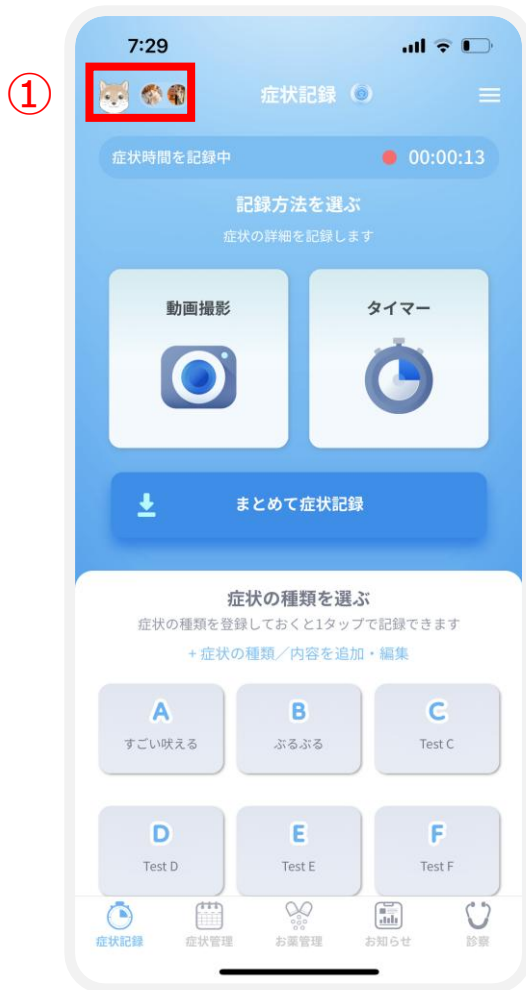 7:29
①
症状記録
症状時間を記録中 00:00:13
記録方法を選ぶ
症状の詳細を記録します
動画撮影 タイマー
まとめて症状記録
症状の種類を選ぶ
症状の種類を登録しておくと1タップで記録できます
+ 症状の種類／内容を追加・編集
A B C
すごい吠える ぶるぶる Test C
D E F
Test D Test E Test F
症状記録 症状管理 お薬管理 お知らせ 診察